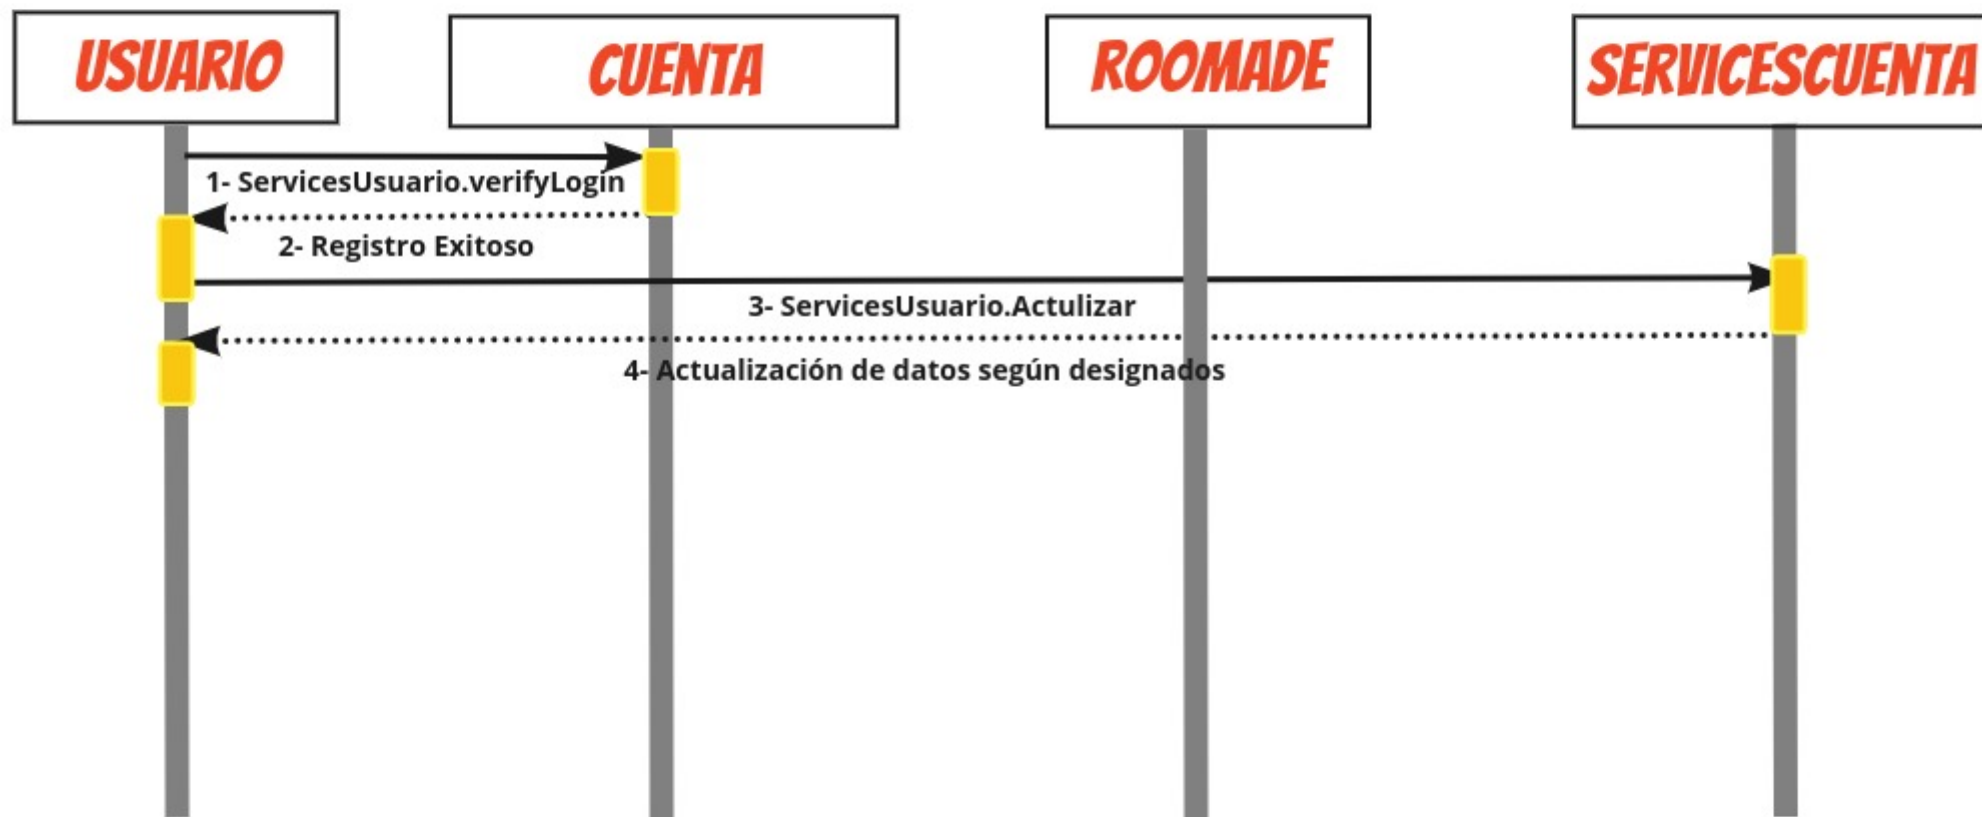 USUARIO
CUENTA
ROOMADE
SERVICESCUENTA
1- ServicesUsuario.verifyLogin
2- Registro Exitoso
3- ServicesUsuario.Actulizar
4- Actualización de datos según designados